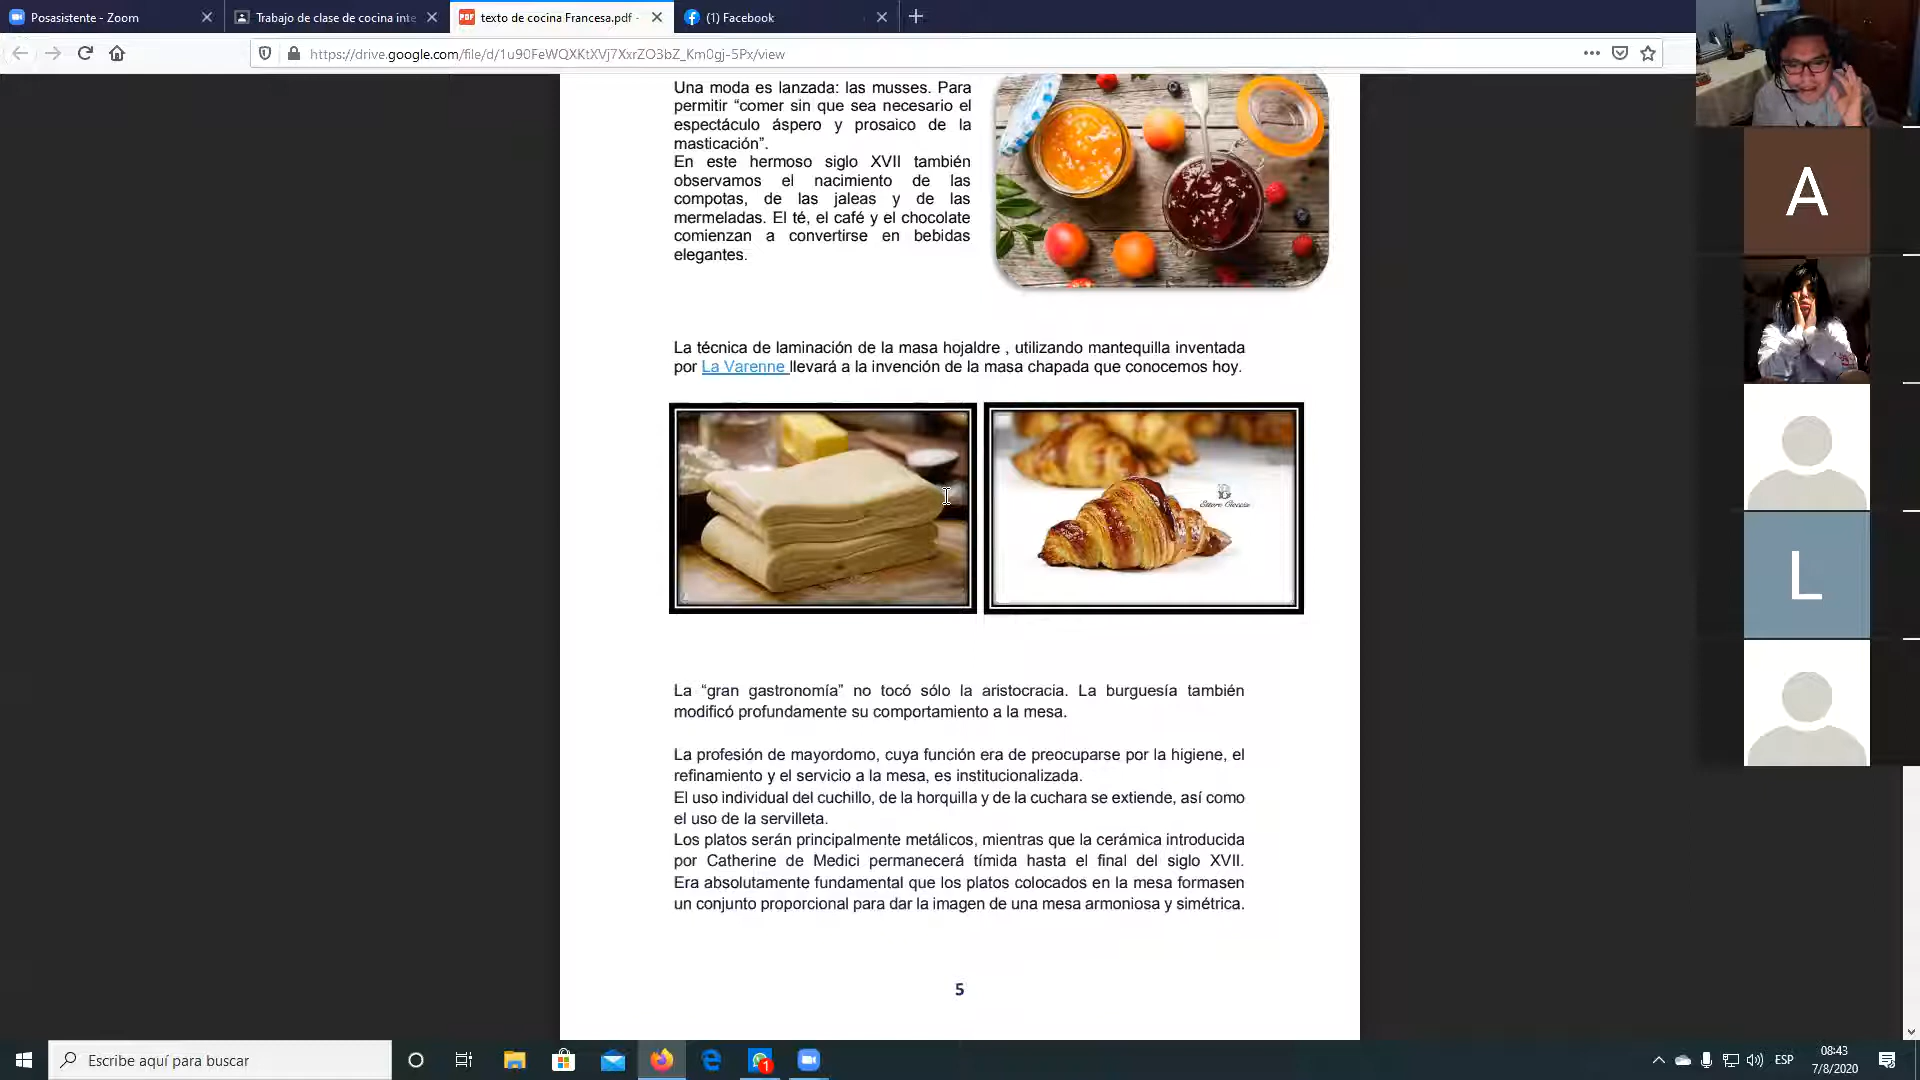 Posasistente - Zoom
Trabajo de clase de cocina inte
texto de cocina Francesa.pdf -
(1) Facebook
https://drive.google.com/file/d/1u90FeWQXKtXVj7XxrZO3bZ_Km0gj-5Px/view
Una moda es lanzada: las musses. Para
permitir “comer sin que sea necesario el
espectáculo áspero y prosaico de la
masticación”.
En este hermoso siglo XVII también
observamos el nacimiento de las
compotas, de las jaleas y de las
mermeladas. El té, el café y el chocolate
comienzan a convertirse en bebidas
elegantes.
La técnica de laminación de la masa hojaldre , utilizando mantequilla inventada
por La Varenne llevará a la invención de la masa chapada que conocemos hoy.
La “gran gastronomía” no tocó sólo la aristocracia. La burguesía también
modificó profundamente su comportamiento a la mesa.
La profesión de mayordomo, cuya función era de preocuparse por la higiene, el
refinamiento y el servicio a la mesa, es institucionalizada.
El uso individual del cuchillo, de la horquilla y de la cuchara se extiende, así como
el uso de la servilleta.
Los platos serán principalmente metálicos, mientras que la cerámica introducida
por Catherine de Medici permanecerá tímida hasta el final del siglo XVII.
Era absolutamente fundamental que los platos colocados en la mesa formasen
un conjunto proporcional para dar la imagen de una mesa armoniosa y simétrica.
5
A
L
Escribe aquí para buscar
1
ESP
08:43
7/8/2020